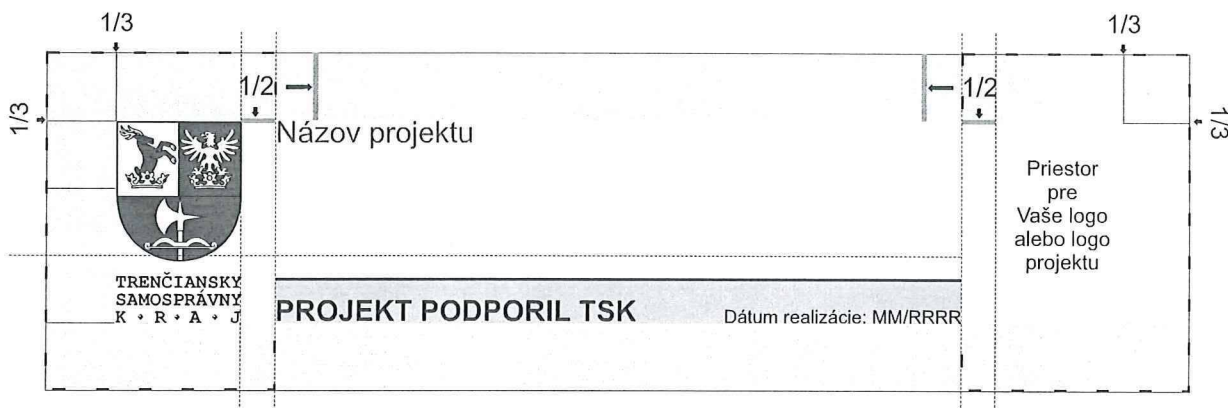 1/3
1/3
1/2
1/2
1/3
1/3
Názov projektu
Priestor
pre
Vaše logo
alebo logo
projektu
TRENČIANSKY
SAMOSPRÁVNY
K • R • A • J
PROJEKT PODPORIL TSK
Dátum realizácie: MM/RRRR